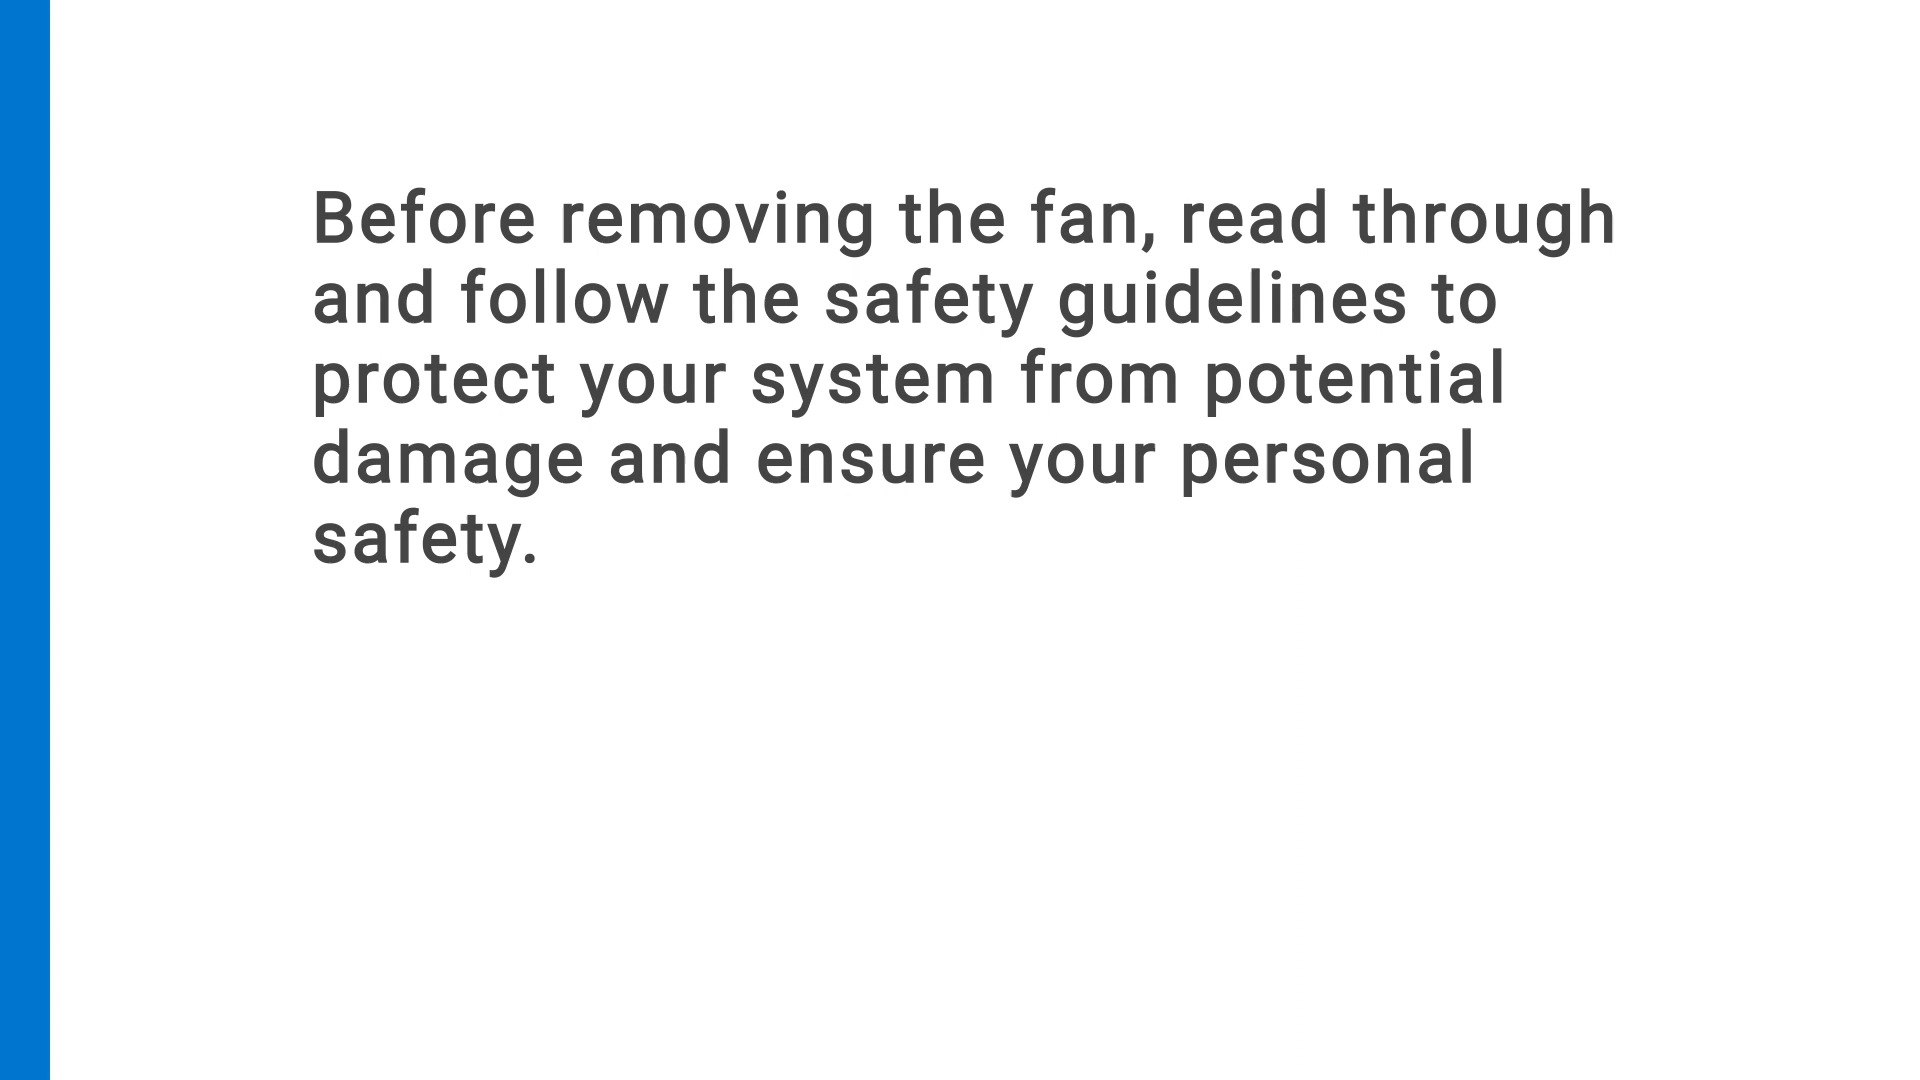 Before removing the fan, read through
and follow the safety guidelines to
protect your system from potential
damage and ensure your personal
safety.